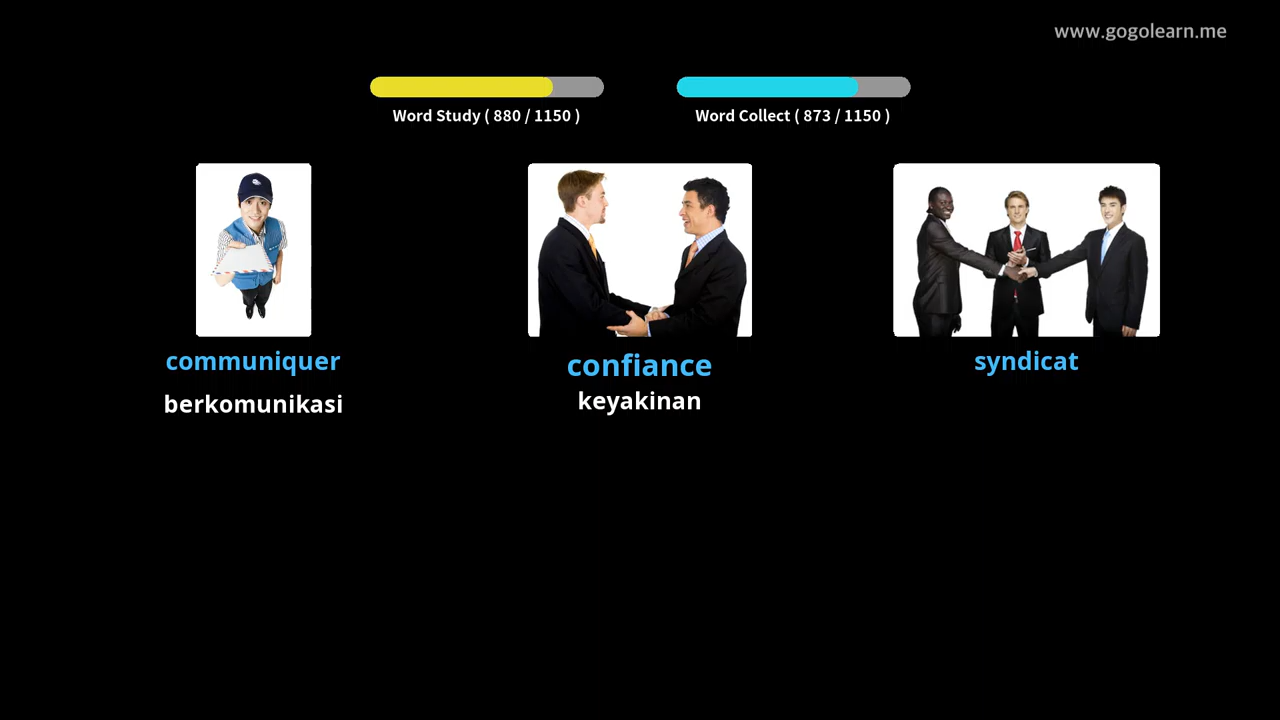 www.gogolearn.me
Word Study ( 880 / 1150 )
Word Collect ( 873 / 1150 )
communiquer
confiance
syndicat
berkomunikasi
keyakinan